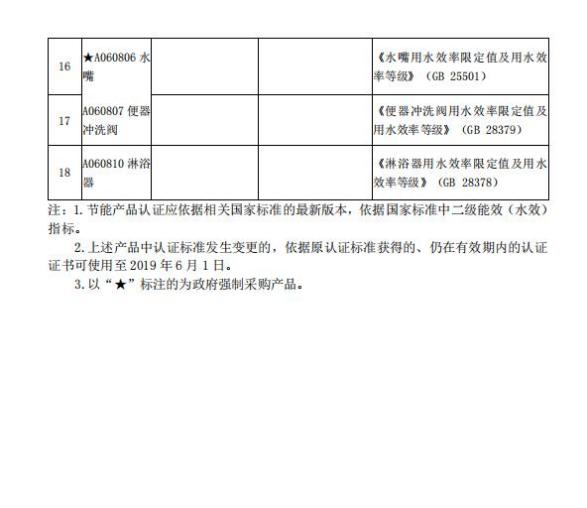 16
★A060806 水
嘴
《水嘴用水效率限定值及用水效
率等级》（GB 25501）
17
A060807 便器
冲洗阀
《便器冲洗阀用水效率限定值及
用水效率等级》（GB 28379）
18
A060810 淋浴
器
《淋浴器用水效率限定值及用水
效率等级》（GB 28378）
注：1. 节能产品认证应依据相关国家标准的最新版本，依据国家标准中二级能效（水效）
指标。
2. 上述产品中认证标准发生变更的，依据原认证标准获得的、仍在有效期内的认证
证书可使用至 2019 年 6 月 1 日。
3. 以“★”标注的为政府强制采购产品。